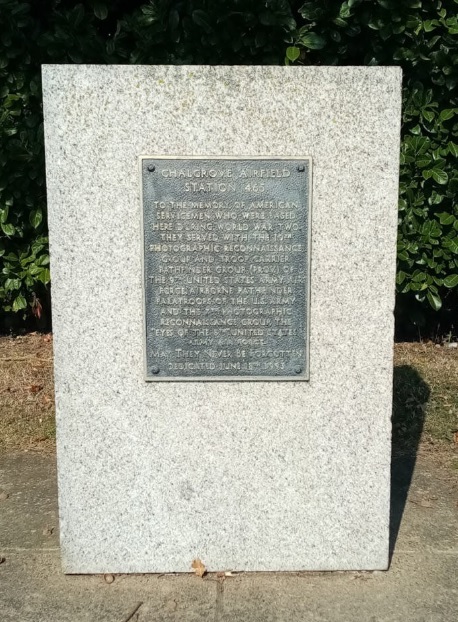 CHALGROVE AIRFIELD
STATION 465
TO THE MEMORY OF AMERICAN
SERVICEMEN WHO WERE BASED
HERE DURING WORLD WAR TWO
THEY SERVED WITH THE 10TH
PHOTOGRAPHIC RECONNAISSANCE
GROUP AND TROOP CARRIER
PATHFINDER GROUP (PROV) OF
THE 9TH UNITED STATES ARMY AIR
FORCE AIRBORNE PATHFINDER
PARATROOPS OF THE U.S. ARMY
AND THE 7TH PHOTOGRAPHIC
RECONNAISSANCE GROUP, THE
"EYES OF THE 8TH UNITED STATES
ARMY AIR FORCE.
MAY THEY NEVER BE FORGOTTEN
DEDICATED JUNE 18TH